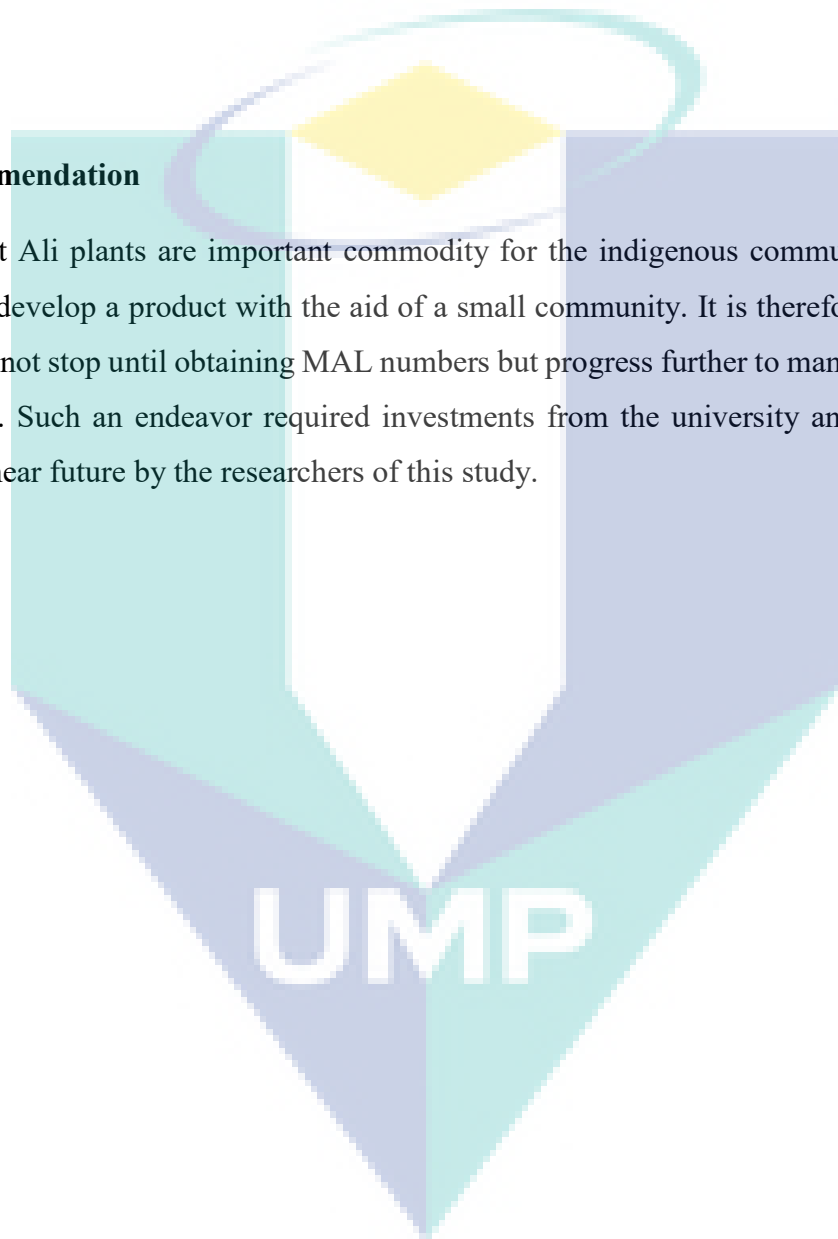 mendation
t Ali plants are important commodity for the indigenous commu
develop a product with the aid of a small community. It is therefo
not stop until obtaining MAL numbers but progress further to man
. Such an endeavor required investments from the university an
near future by the researchers of this study.
UMP